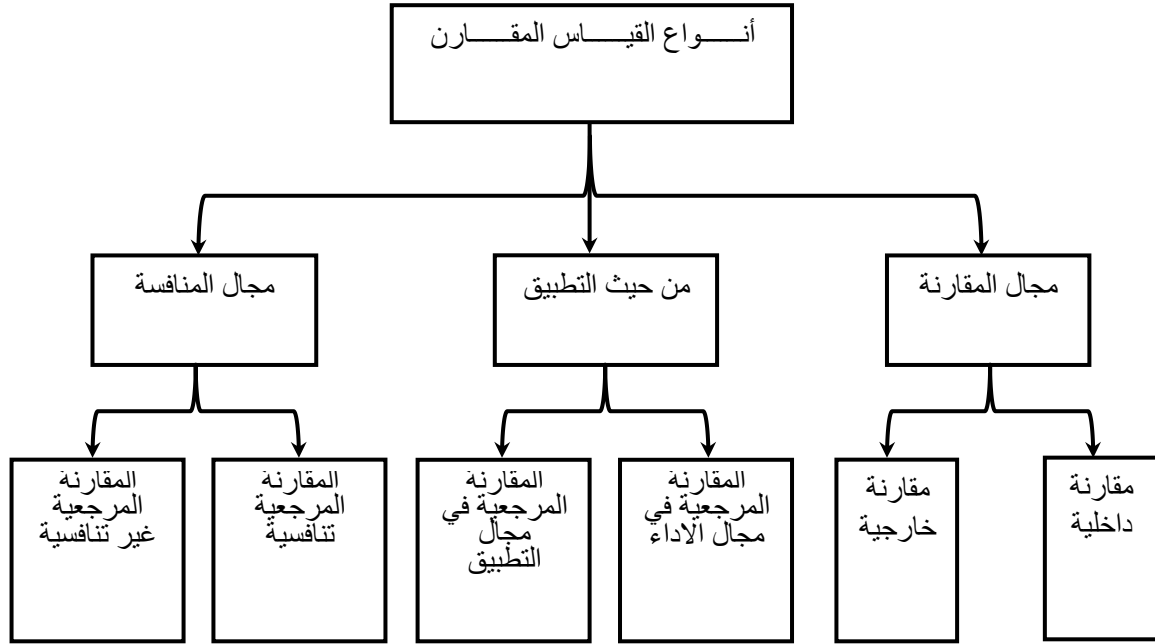 أنـــــواع القيـــــاس المقـــــارن
مجال المقارنة
من حيث التطبيق
مجال المنافسة
مقارنة
داخلية
مقارنة
خارجية
المقارنة
المرجعية في
مجال الاداء
المقارنة
المرجعية في
مجال
التطبيق
المقارنة
المرجعية
تنافسية
المقارنة
المرجعية
غير تنافسية